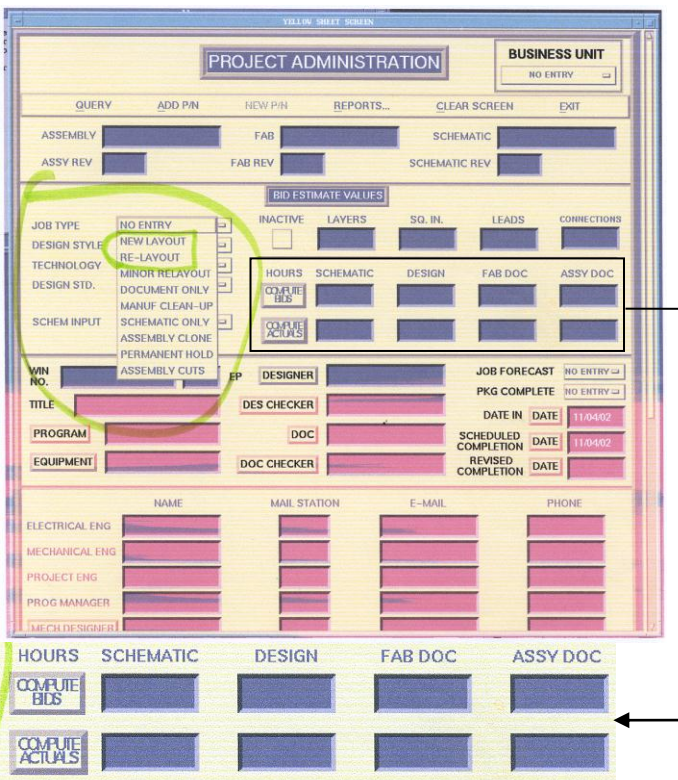 YELLOW SHEET SCREEN
PROJECT ADMINISTRATION
BUSINESS UNIT
NO ENTRY
QUERY ADD P/N NEW P/N REPORTS... CLEAR SCREEN EXIT
ASSEMBLY FAB SCHEMATIC
ASSY REV FAB REV SCHEMATIC REV
BID ESTIMATE VALUES
JOB TYPE NO ENTRY INACTIVE LAYERS SQ. IN. LEADS CONNECTIONS
DESIGN STYLE NEW LAYOUT
RE-LAYOUT
TECHNOLOGY MINOR RELAYOUT HOURS SCHEMATIC DESIGN FAB DOC ASSY DOC
DESIGN STD. DOCUMENT ONLY COMPUTE BIDS
MANUF CLEAN-UP
SCHEM INPUT SCHEMATIC ONLY COMPUTE ACTUALS
ASSEMBLY CLONE
PERMANENT HOLD
ASSEMBLY CUTS
WIN NO. EP DESIGNER JOB FORECAST NO ENTRY
PKG COMPLETE NO ENTRY
TITLE DES CHECKER DATE IN DATE 11/04/02
PROGRAM DOC SCHEDULED COMPLETION DATE 11/04/02
EQUIPMENT DOC CHECKER REVISED COMPLETION DATE
NAME MAIL STATION E-MAIL PHONE
ELECTRICAL ENG
MECHANICAL ENG
PROJECT ENG
PROG MANAGER
MECH DESIGNER
HOURS SCHEMATIC DESIGN FAB DOC ASSY DOC
COMPUTE BIDS
COMPUTE ACTUALS